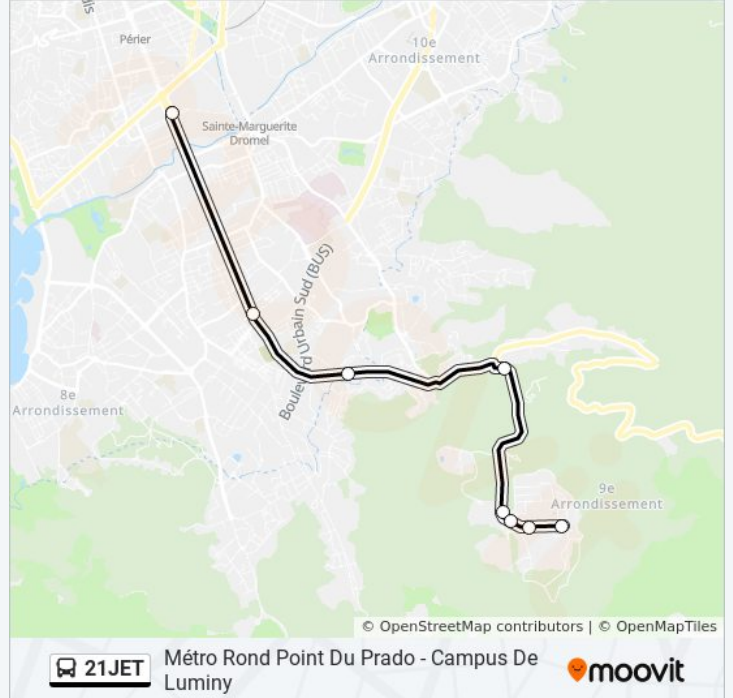 dis
Périer
10e
Arrondissement
Sainte-Marguerite
Dromel
Boulevard Urbain Sud (BUS)
8e
Arrondissement
9e
Arrondissement
© OpenStreetMap contributors | © OpenMapTiles
21JET
Métro Rond Point Du Prado - Campus De
Luminy
moovit